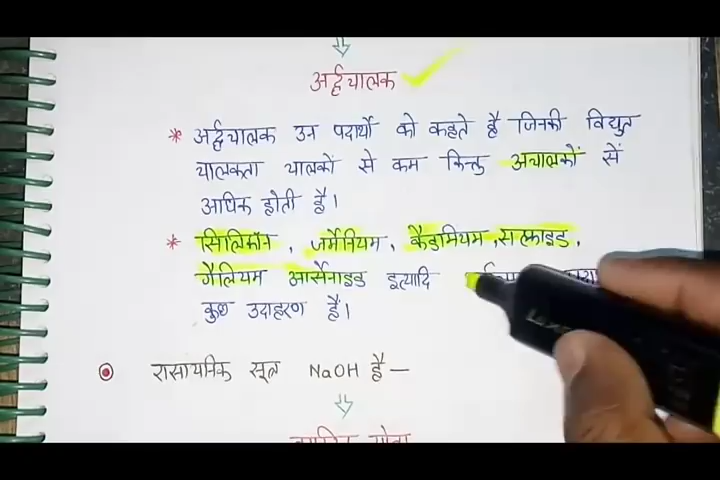 अर्द्धचालक
* अर्द्धचालक उन पदार्थो को कहते है जिनकी विद्युत
चालकता चालकों से कम किन्तु अचालकों सें
अधिक होती है।
* सिलिकॉन, जर्मेनियम, कैडमियम, सल्फाइड,
गैलियम आर्सेनाइड इत्यादि
कुछ उदाहरण हैं।
रासायनिक सूत्र NaOH है —